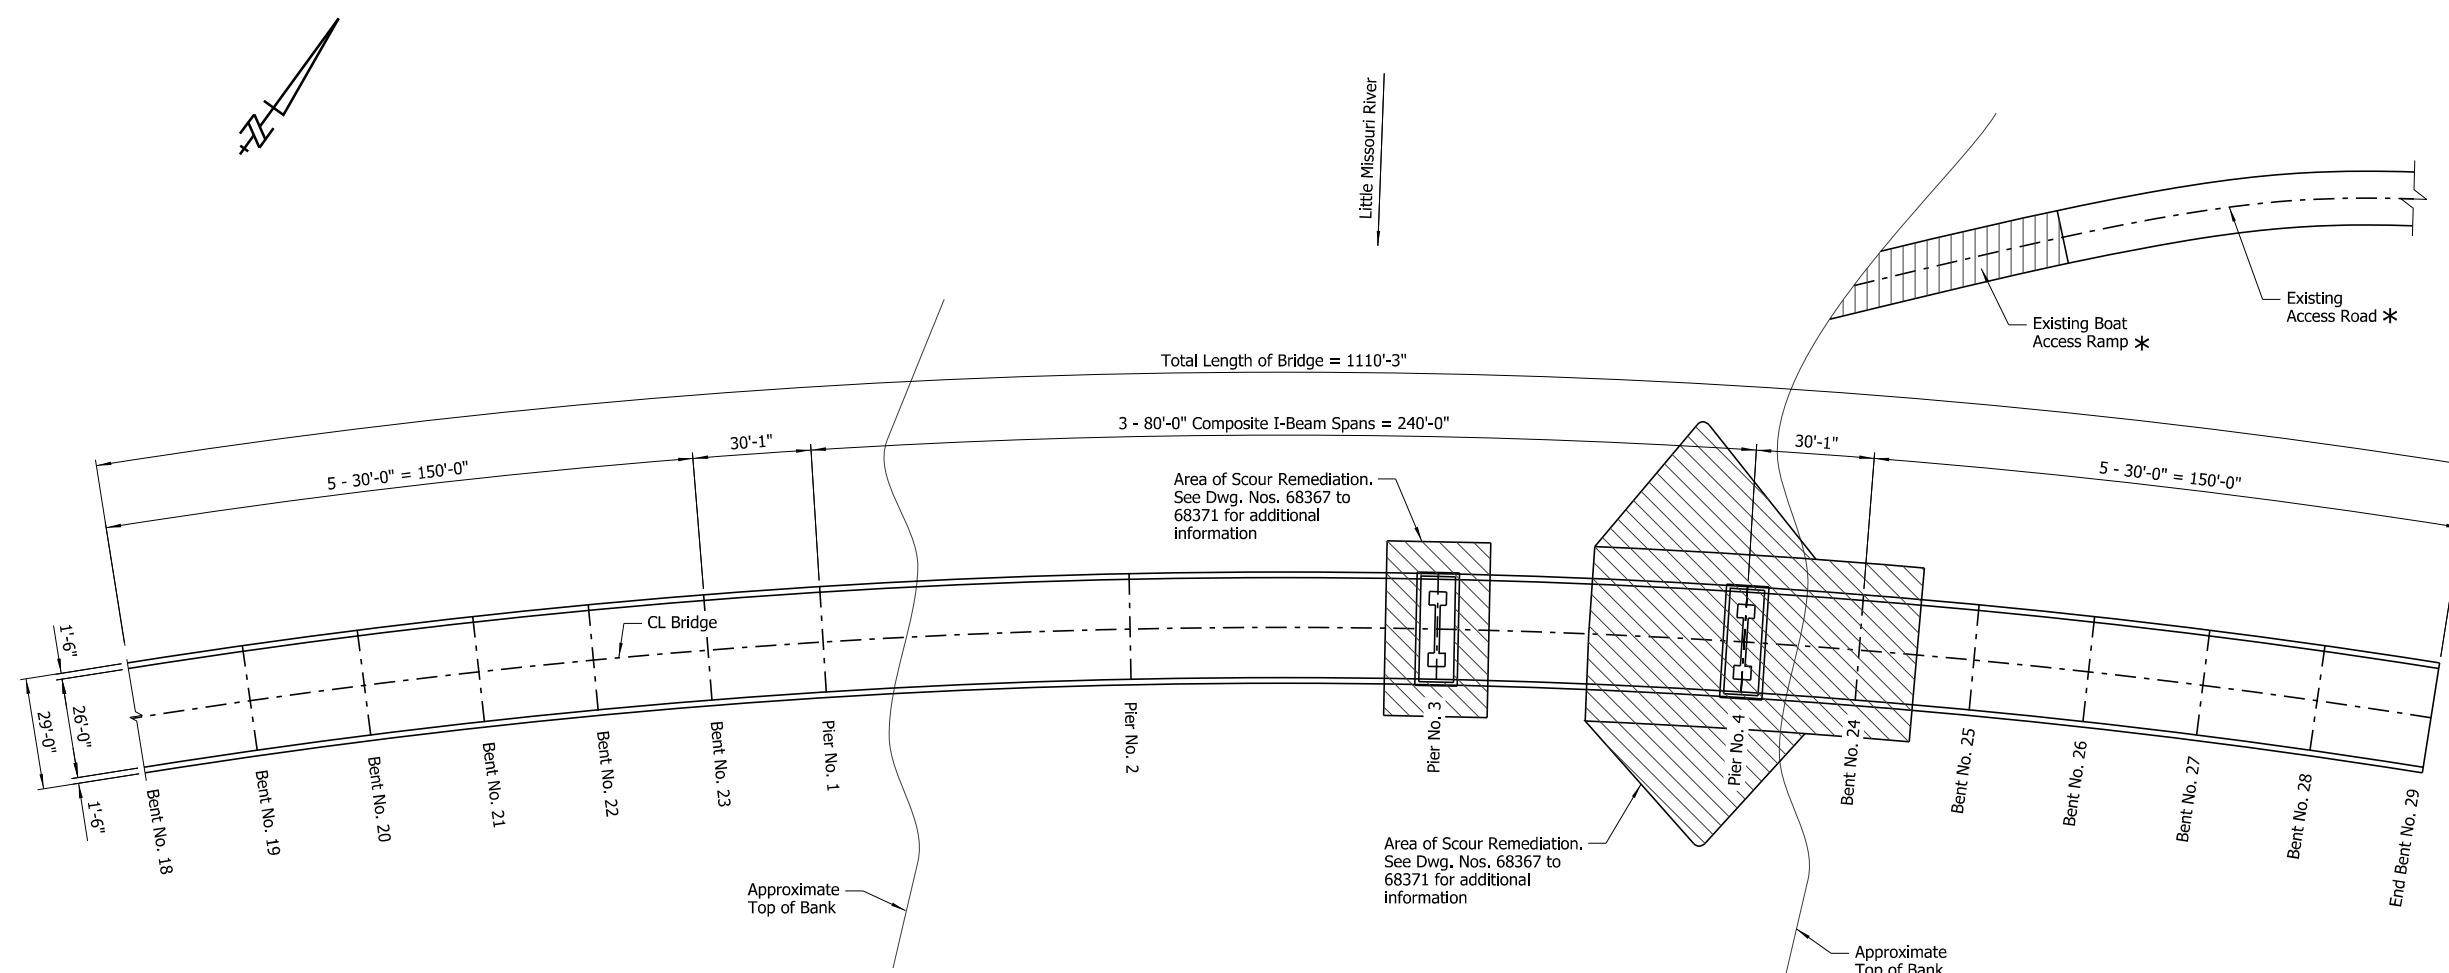 N
Little Missouri River
Existing
Access Road *
Existing Boat
Access Ramp *
Total Length of Bridge = 1110'-3"
3 - 80'-0" Composite I-Beam Spans = 240'-0"
30'-1"
30'-1"
5 - 30'-0" = 150'-0"
5 - 30'-0" = 150'-0"
Area of Scour Remediation.
See Dwg. Nos. 68367 to
68371 for additional
information
CL Bridge
1'-6"
26'-0"
29'-0"
1'-6"
Bent No. 18
Bent No. 19
Bent No. 20
Bent No. 21
Bent No. 22
Bent No. 23
Pier No. 1
Pier No. 2
Pier No. 3
Pier No. 4
Bent No. 24
Bent No. 25
Bent No. 26
Bent No. 27
Bent No. 28
End Bent No. 29
Area of Scour Remediation.
See Dwg. Nos. 68367 to
68371 for additional
information
Approximate
Top of Bank
Approximate
Top of Bank